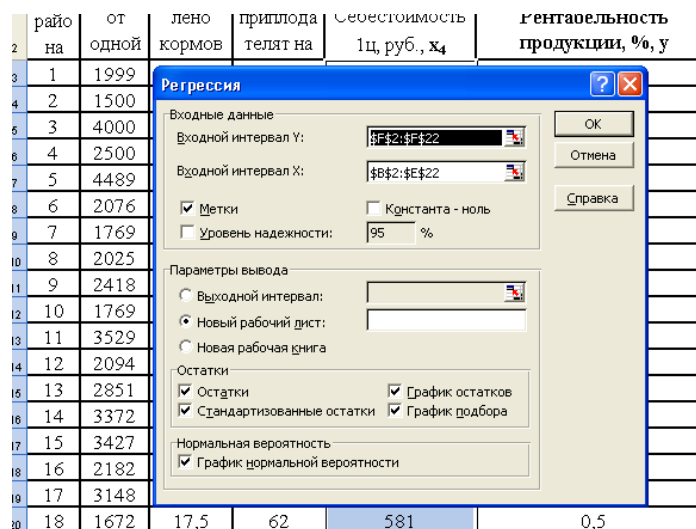 райо от лено приплода Себестоимость Рентабельность
2 на одной кормов телят на 1ц, руб., x₄ продукции, %, y
3 1 1999
4 2 1500
5 3 4000
6 4 2500
7 5 4489
8 6 2076
9 7 1769
10 8 2025
11 9 2418
12 10 1769
13 11 3529
14 12 2094
15 13 2851
16 14 3372
17 15 3427
18 16 2182
19 17 3148
20 18 1672 17,5 62 581 0,5
Регрессия
Входные данные
Входной интервал Y: $F$2:$F$22
Входной интервал X: $B$2:$E$22
Метки Константа - ноль
Уровень надежности: 95 %
Параметры вывода
Выходной интервал:
Новый рабочий лист:
Новая рабочая книга
Остатки
Остатки График остатков
Стандартизованные остатки График подбора
Нормальная вероятность
График нормальной вероятности
ОК
Отмена
Справка